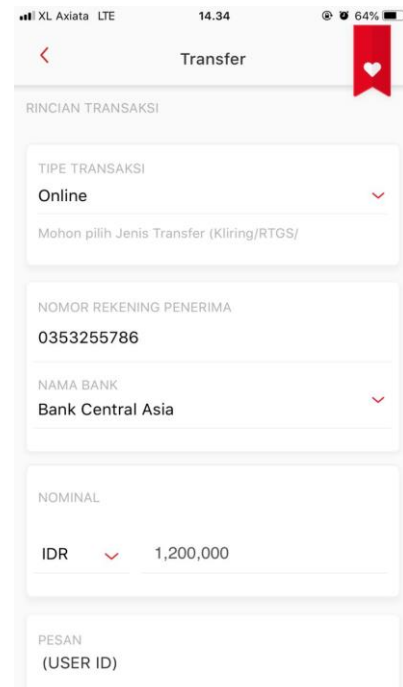 XL Axiata LTE 14.34 64%
Transfer
RINCIAN TRANSAKSI
TIPE TRANSAKSI
Online
Mohon pilih Jenis Transfer (Kliring/RTGS/
NOMOR REKENING PENERIMA
0353255786
NAMA BANK
Bank Central Asia
NOMINAL
IDR 1,200,000
PESAN
(USER ID)